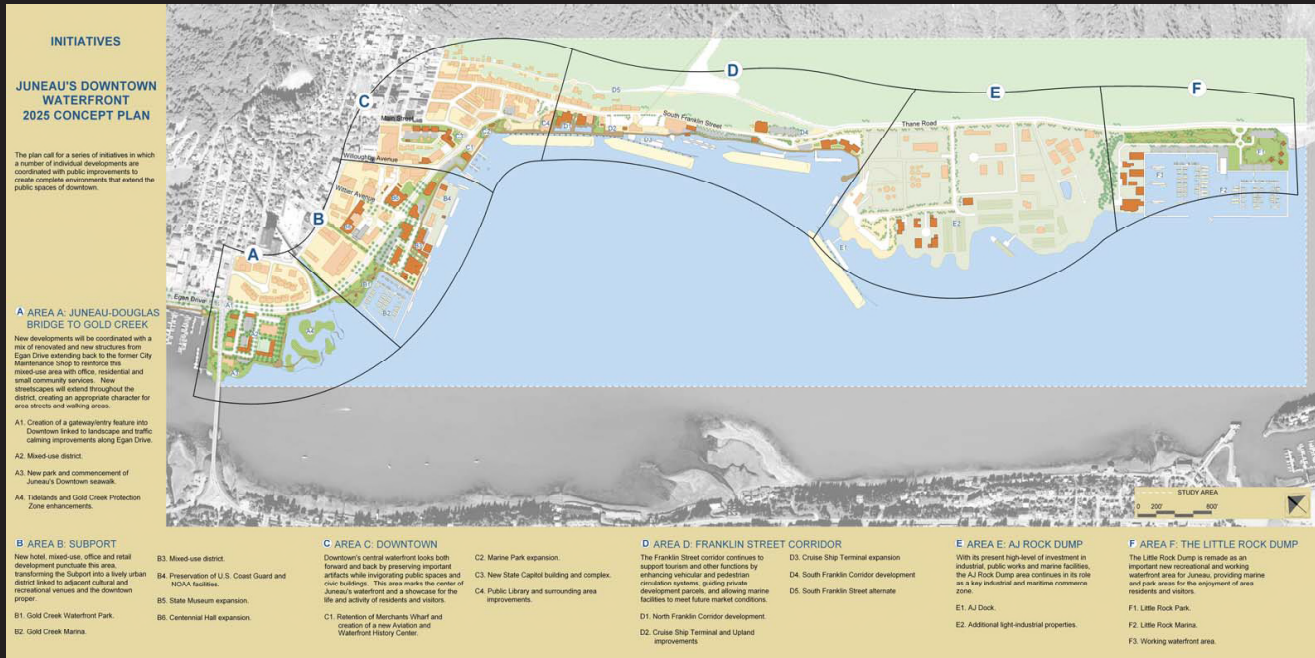 INITIATIVES
JUNEAU'S DOWNTOWN
WATERFRONT
2025 CONCEPT PLAN
The plan call for a series of initiatives in which
a number of individual developments are
coordinated with public improvements to
create complete environments that extend the
public spaces of downtown.
A AREA A: JUNEAU-DOUGLAS
BRIDGE TO GOLD CREEK
New developments will be coordinated with a
mix of renovated and new structures from
Egan Drive extending back to the former City
Maintenance Shop to reinforce this
mixed-use area with office, residential and
small community services. New
streetscapes will extend throughout the
district, creating an appropriate character for
area streets and walking areas.
A1. Creation of a gateway/entry feature into
Downtown linked to landscape and traffic
calming improvements along Egan Drive.
A2. Mixed-use district.
A3. New park and commencement of
Juneau's Downtown seawalk.
A4. Tidelands and Gold Creek Protection
Zone enhancements.
A
B
C
D
E
F
Main Street
Willoughby Avenue
Witter Avenue
Egan Drive
South Franklin Street
Thane Road
D5
C4
D1
D2
D3
D4
C1
B4
B2
E1
E2
F1
F2
F3
A3
A4
STUDY AREA
0 200' 800'
B AREA B: SUBPORT
New hotel, mixed-use, office and retail
development punctuate this area,
transforming the Subport into a lively urban
district linked to adjacent cultural and
recreational venues and the downtown
proper.
B1. Gold Creek Waterfront Park.
B2. Gold Creek Marina.
B3. Mixed-use district.
B4. Preservation of U.S. Coast Guard and
NOAA facilities.
B5. State Museum expansion.
B6. Centennial Hall expansion.
C AREA C: DOWNTOWN
Downtown's central waterfront looks both
forward and back by preserving important
artifacts while invigorating public spaces and
civic buildings. This area marks the center of
Juneau's waterfront and a showcase for the
life and activity of residents and visitors.
C1. Retention of Merchants Wharf and
creation of a new Aviation and
Waterfront History Center.
C2. Marine Park expansion.
C3. New State Capitol building and complex.
C4. Public Library and surrounding area
improvements.
D AREA D: FRANKLIN STREET CORRIDOR
The Franklin Street corridor continues to
support tourism and other functions by
enhancing vehicular and pedestrian
circulation systems, guiding private
development parcels, and allowing marine
facilities to meet future market conditions.
D1. North Franklin Corridor development
D2. Cruise Ship Terminal and Upland
improvements
D3. Cruise Ship Terminal expansion
D4. South Franklin Corridor development
D5. South Franklin Street alternate
E AREA E: AJ ROCK DUMP
With its present high-level of investment in
industrial, public works and marine facilities,
the AJ Rock Dump area continues in its role
as a key industrial and maritime commerce
zone.
E1. AJ Dock.
E2. Additional light-industrial properties.
F AREA F: THE LITTLE ROCK DUMP
The Little Rock Dump is remade as an
important new recreational and working
waterfront area for Juneau, providing marine
and park areas for the enjoyment of area
residents and visitors.
F1. Little Rock Park.
F2. Little Rock Marina.
F3. Working waterfront area.